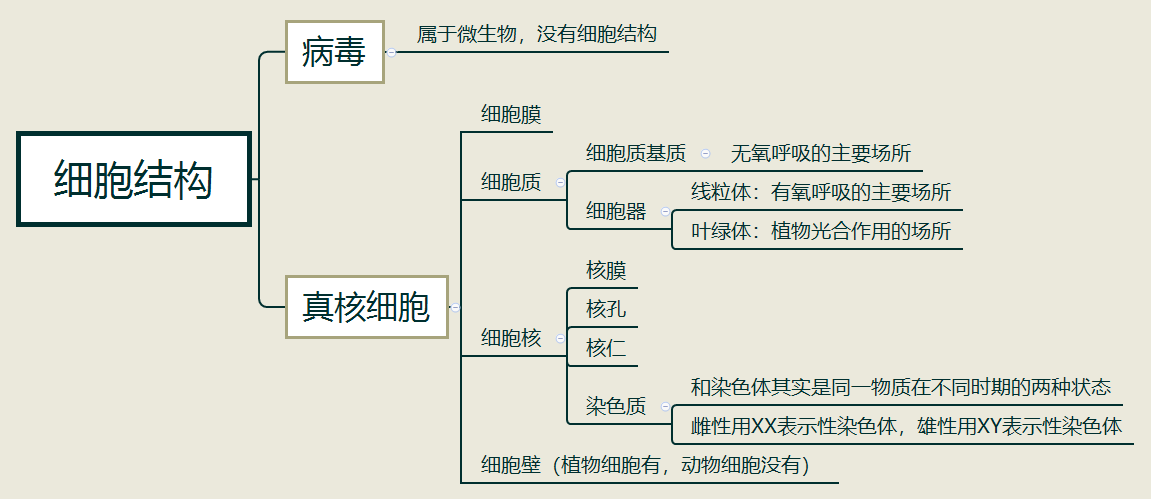 细胞结构
病毒
属于微生物，没有细胞结构
真核细胞
细胞膜
细胞质
细胞质基质
无氧呼吸的主要场所
细胞器
线粒体：有氧呼吸的主要场所
叶绿体：植物光合作用的场所
细胞核
核膜
核孔
核仁
染色质
和染色体其实是同一物质在不同时期的两种状态
雌性用XX表示性染色体，雄性用XY表示性染色体
细胞壁（植物细胞有，动物细胞没有）